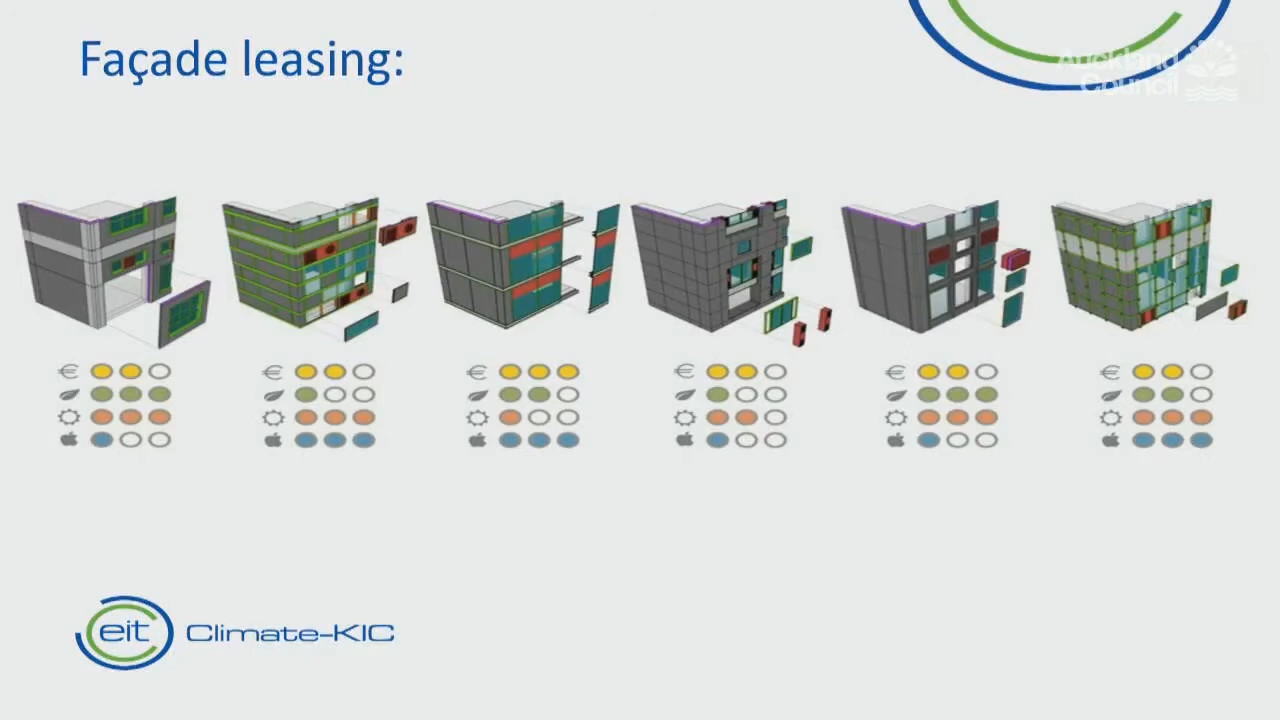 Façade leasing:
Auckland
Council
€
€
€
€
€
€
eit Climate-KIC